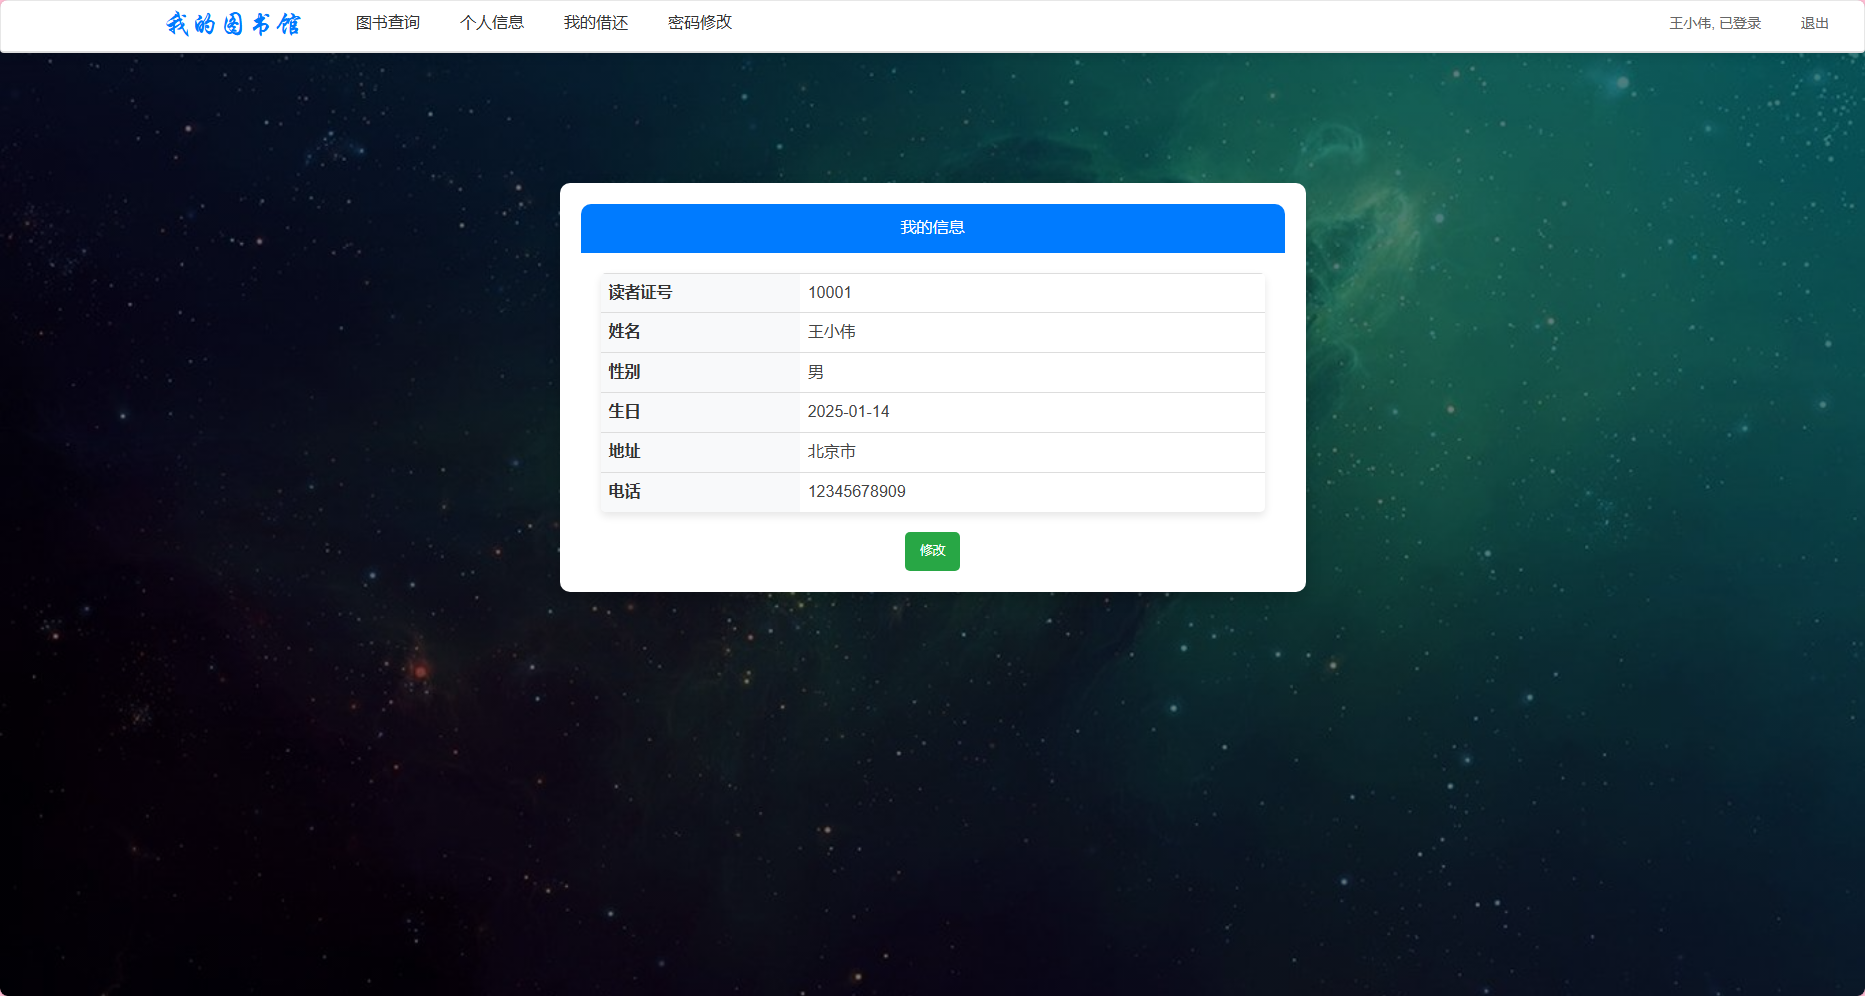 我的图书馆 图书查询 个人信息 我的借还 密码修改 王小伟, 已登录 退出
我的信息
读者证号 10001
姓名 王小伟
性别 男
生日 2025-01-14
地址 北京市
电话 12345678909
修改